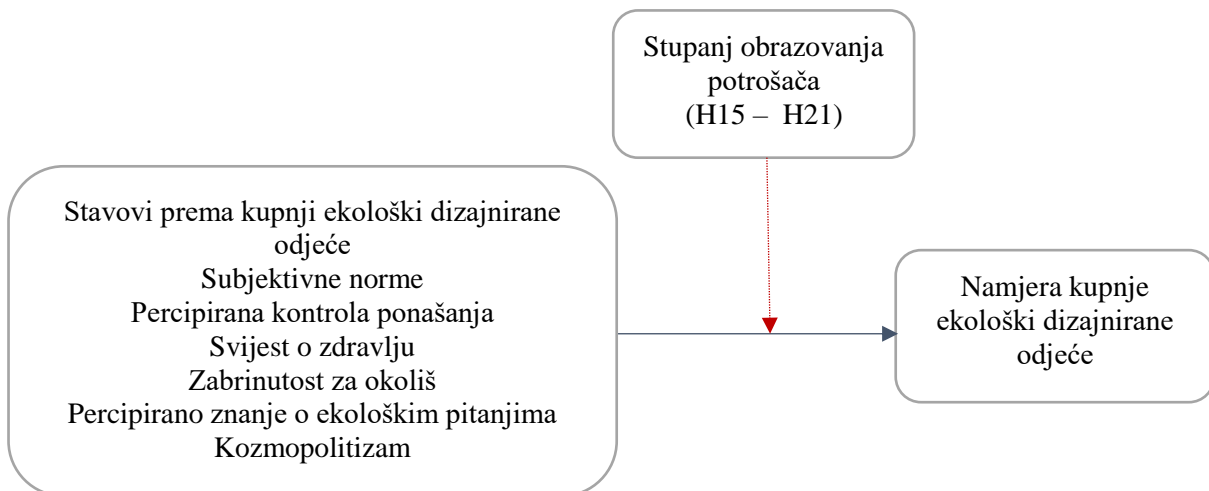 Stupanj obrazovanja
potrošača
(H15 – H21)
Stavovi prema kupnji ekološki dizajnirane
odjeće
Subjektivne norme
Percipirana kontrola ponašanja
Svijest o zdravlju
Zabrinutost za okoliš
Percipirano znanje o ekološkim pitanjima
Kozmopolitizam
Namjera kupnje
ekološki dizajnirane
odjeće